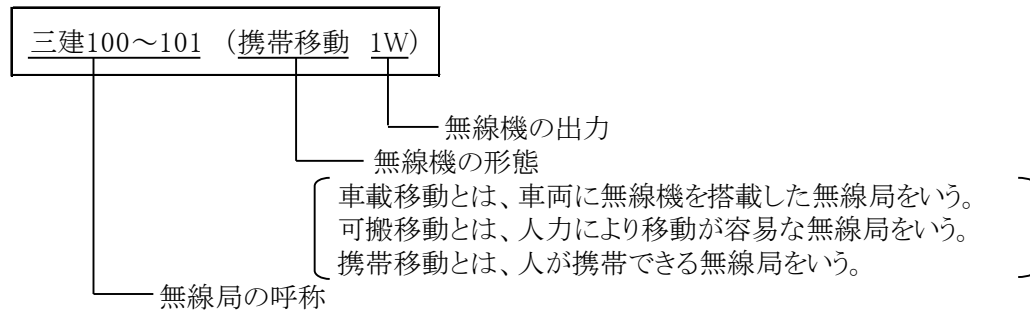 三建100～101 （携帯移動 1W）
無線機の出力
無線機の形態
車載移動とは、車両に無線機を搭載した無線局をいう。
可搬移動とは、人力により移動が容易な無線局をいう。
携帯移動とは、人が携帯できる無線局をいう。
無線局の呼称